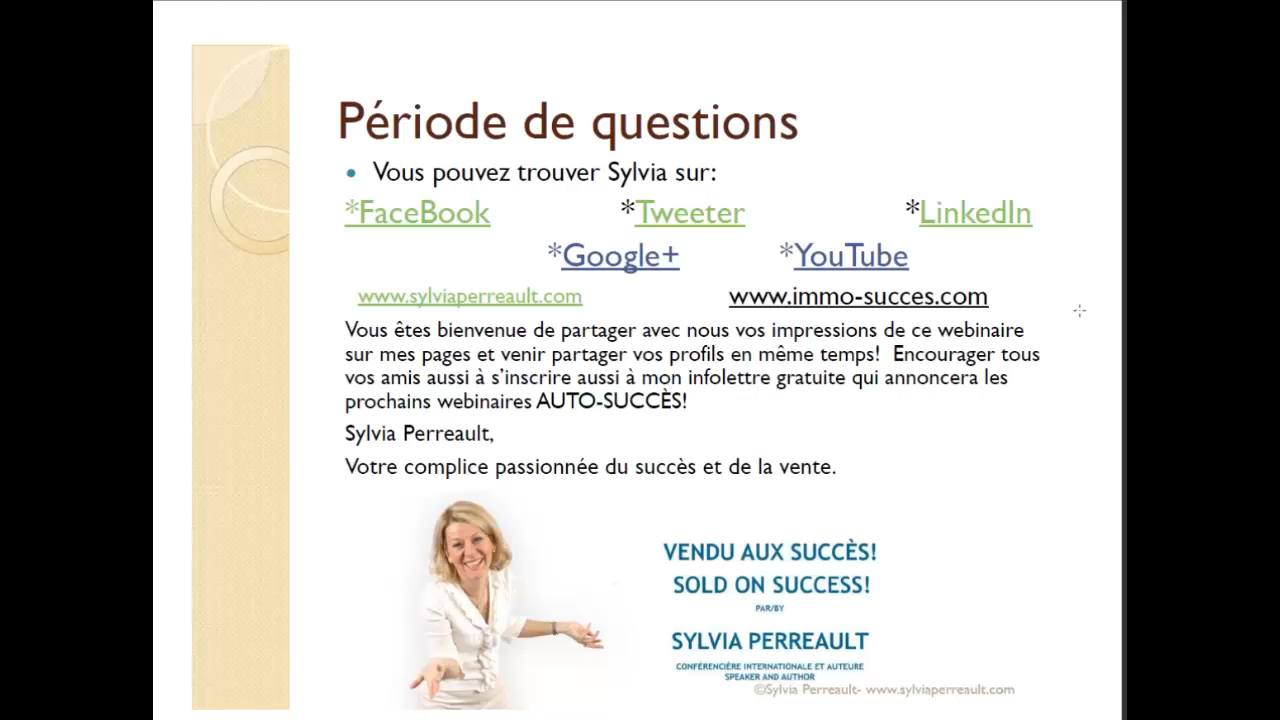 Période de questions
• Vous pouvez trouver Sylvia sur:
*FaceBook *Tweeter *LinkedIn
*Google+ *YouTube
www.sylviaperreault.com www.immo-succes.com
Vous êtes bienvenue de partager avec nous vos impressions de ce webinaire
sur mes pages et venir partager vos profils en même temps! Encourager tous
vos amis aussi à s'inscrire aussi à mon infolettre gratuite qui annoncera les
prochains webinaires AUTO-SUCCÈS!
Sylvia Perreault,
Votre complice passionnée du succès et de la vente.
VENDU AUX SUCCÈS!
SOLD ON SUCCESS!
PAR/BY
SYLVIA PERREAULT
CONFÉRENCIÈRE INTERNATIONALE ET AUTEURE
SPEAKER AND AUTHOR
©Sylvia Perreault- www.sylviaperreault.com